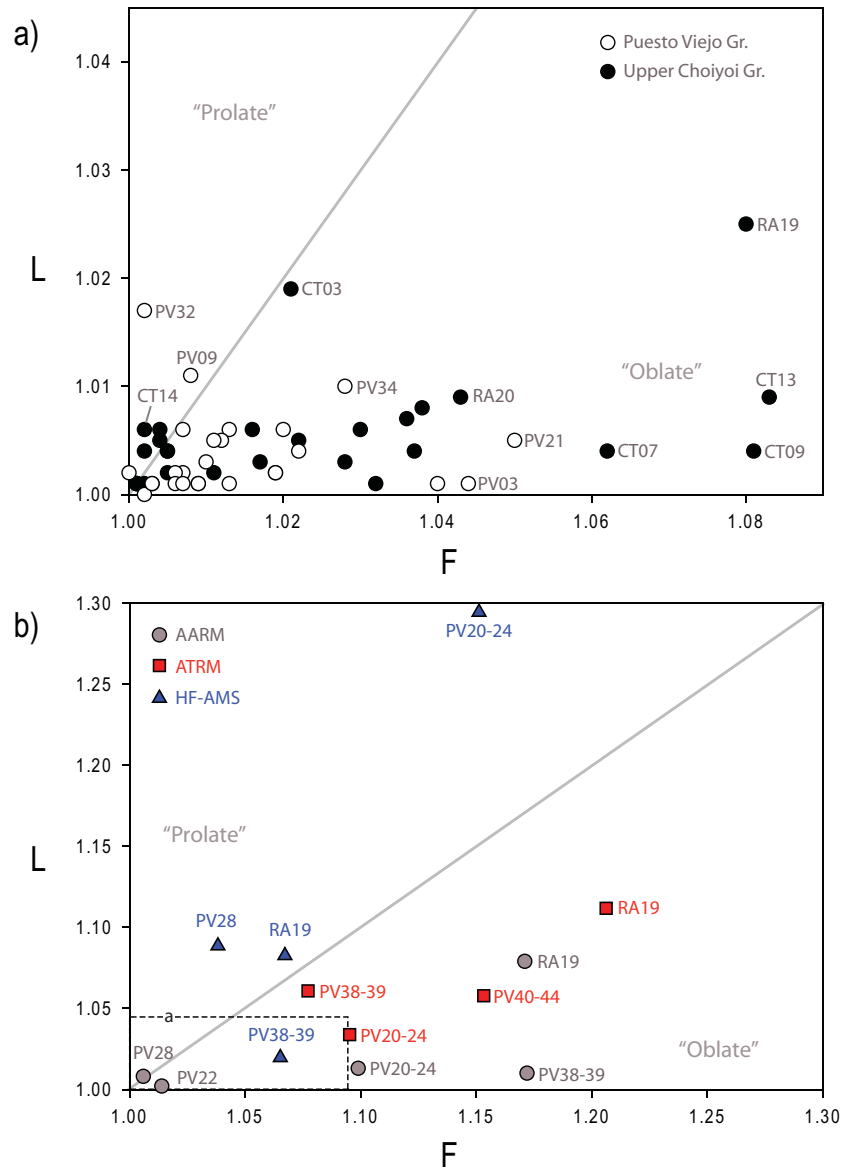 a)
1.04
1.03
1.02
1.01
1.00
L
Puesto Viejo Gr.
Upper Choiyoi Gr.
“Prolate”
RA19
CT03
PV32
PV09
“Oblate”
CT13
CT14
PV34
RA20
PV21
CT07
CT09
PV03
1.00
1.02
1.04
1.06
1.08
F
b)
1.30
1.25
1.20
1.15
1.10
1.05
1.00
L
AARM
ATRM
HF-AMS
PV20-24
“Prolate”
PV28
RA19
RA19
RA19
PV38-39
PV40-44
a
PV38-39
PV20-24
PV28
PV22
PV20-24
PV38-39
“Oblate”
1.00
1.05
1.10
1.15
1.20
1.25
1.30
F